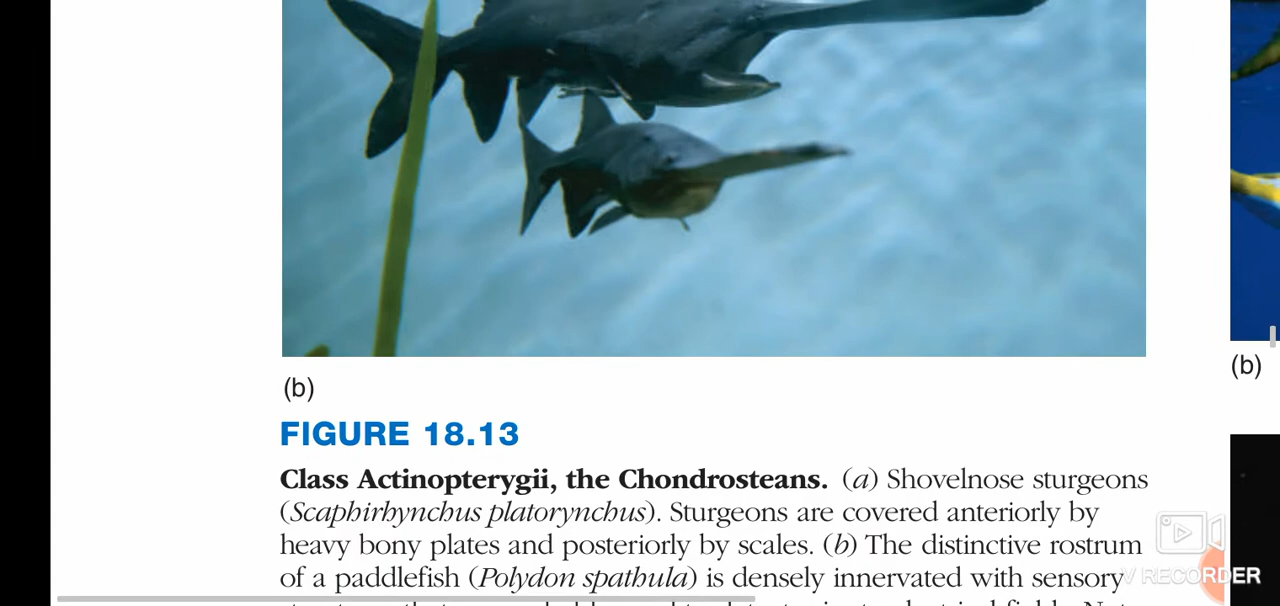 (b)
FIGURE 18.13
Class Actinopterygii, the Chondrosteans. (a) Shovelnose sturgeons
(Scaphirhynchus platorynchus). Sturgeons are covered anteriorly by
heavy bony plates and posteriorly by scales. (b) The distinctive rostrum
of a paddlefish (Polydon spathula) is densely innervated with sensory
(b)
V RECORDER